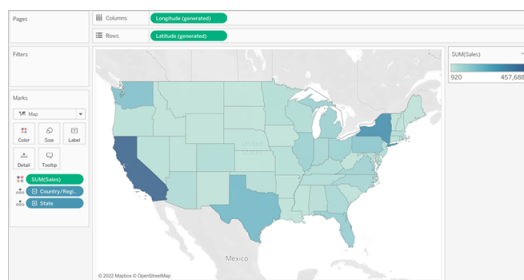 Pages
Columns
Longitude (generated)
Rows
Latitude (generated)
Filters
SUM(Sales)
920
457,688
Marks
Map
Color
Size
Label
Detail
Tooltip
SUM(Sales)
Country/Regi..
State
Mexico
© 2022 Mapbox © OpenStreetMap